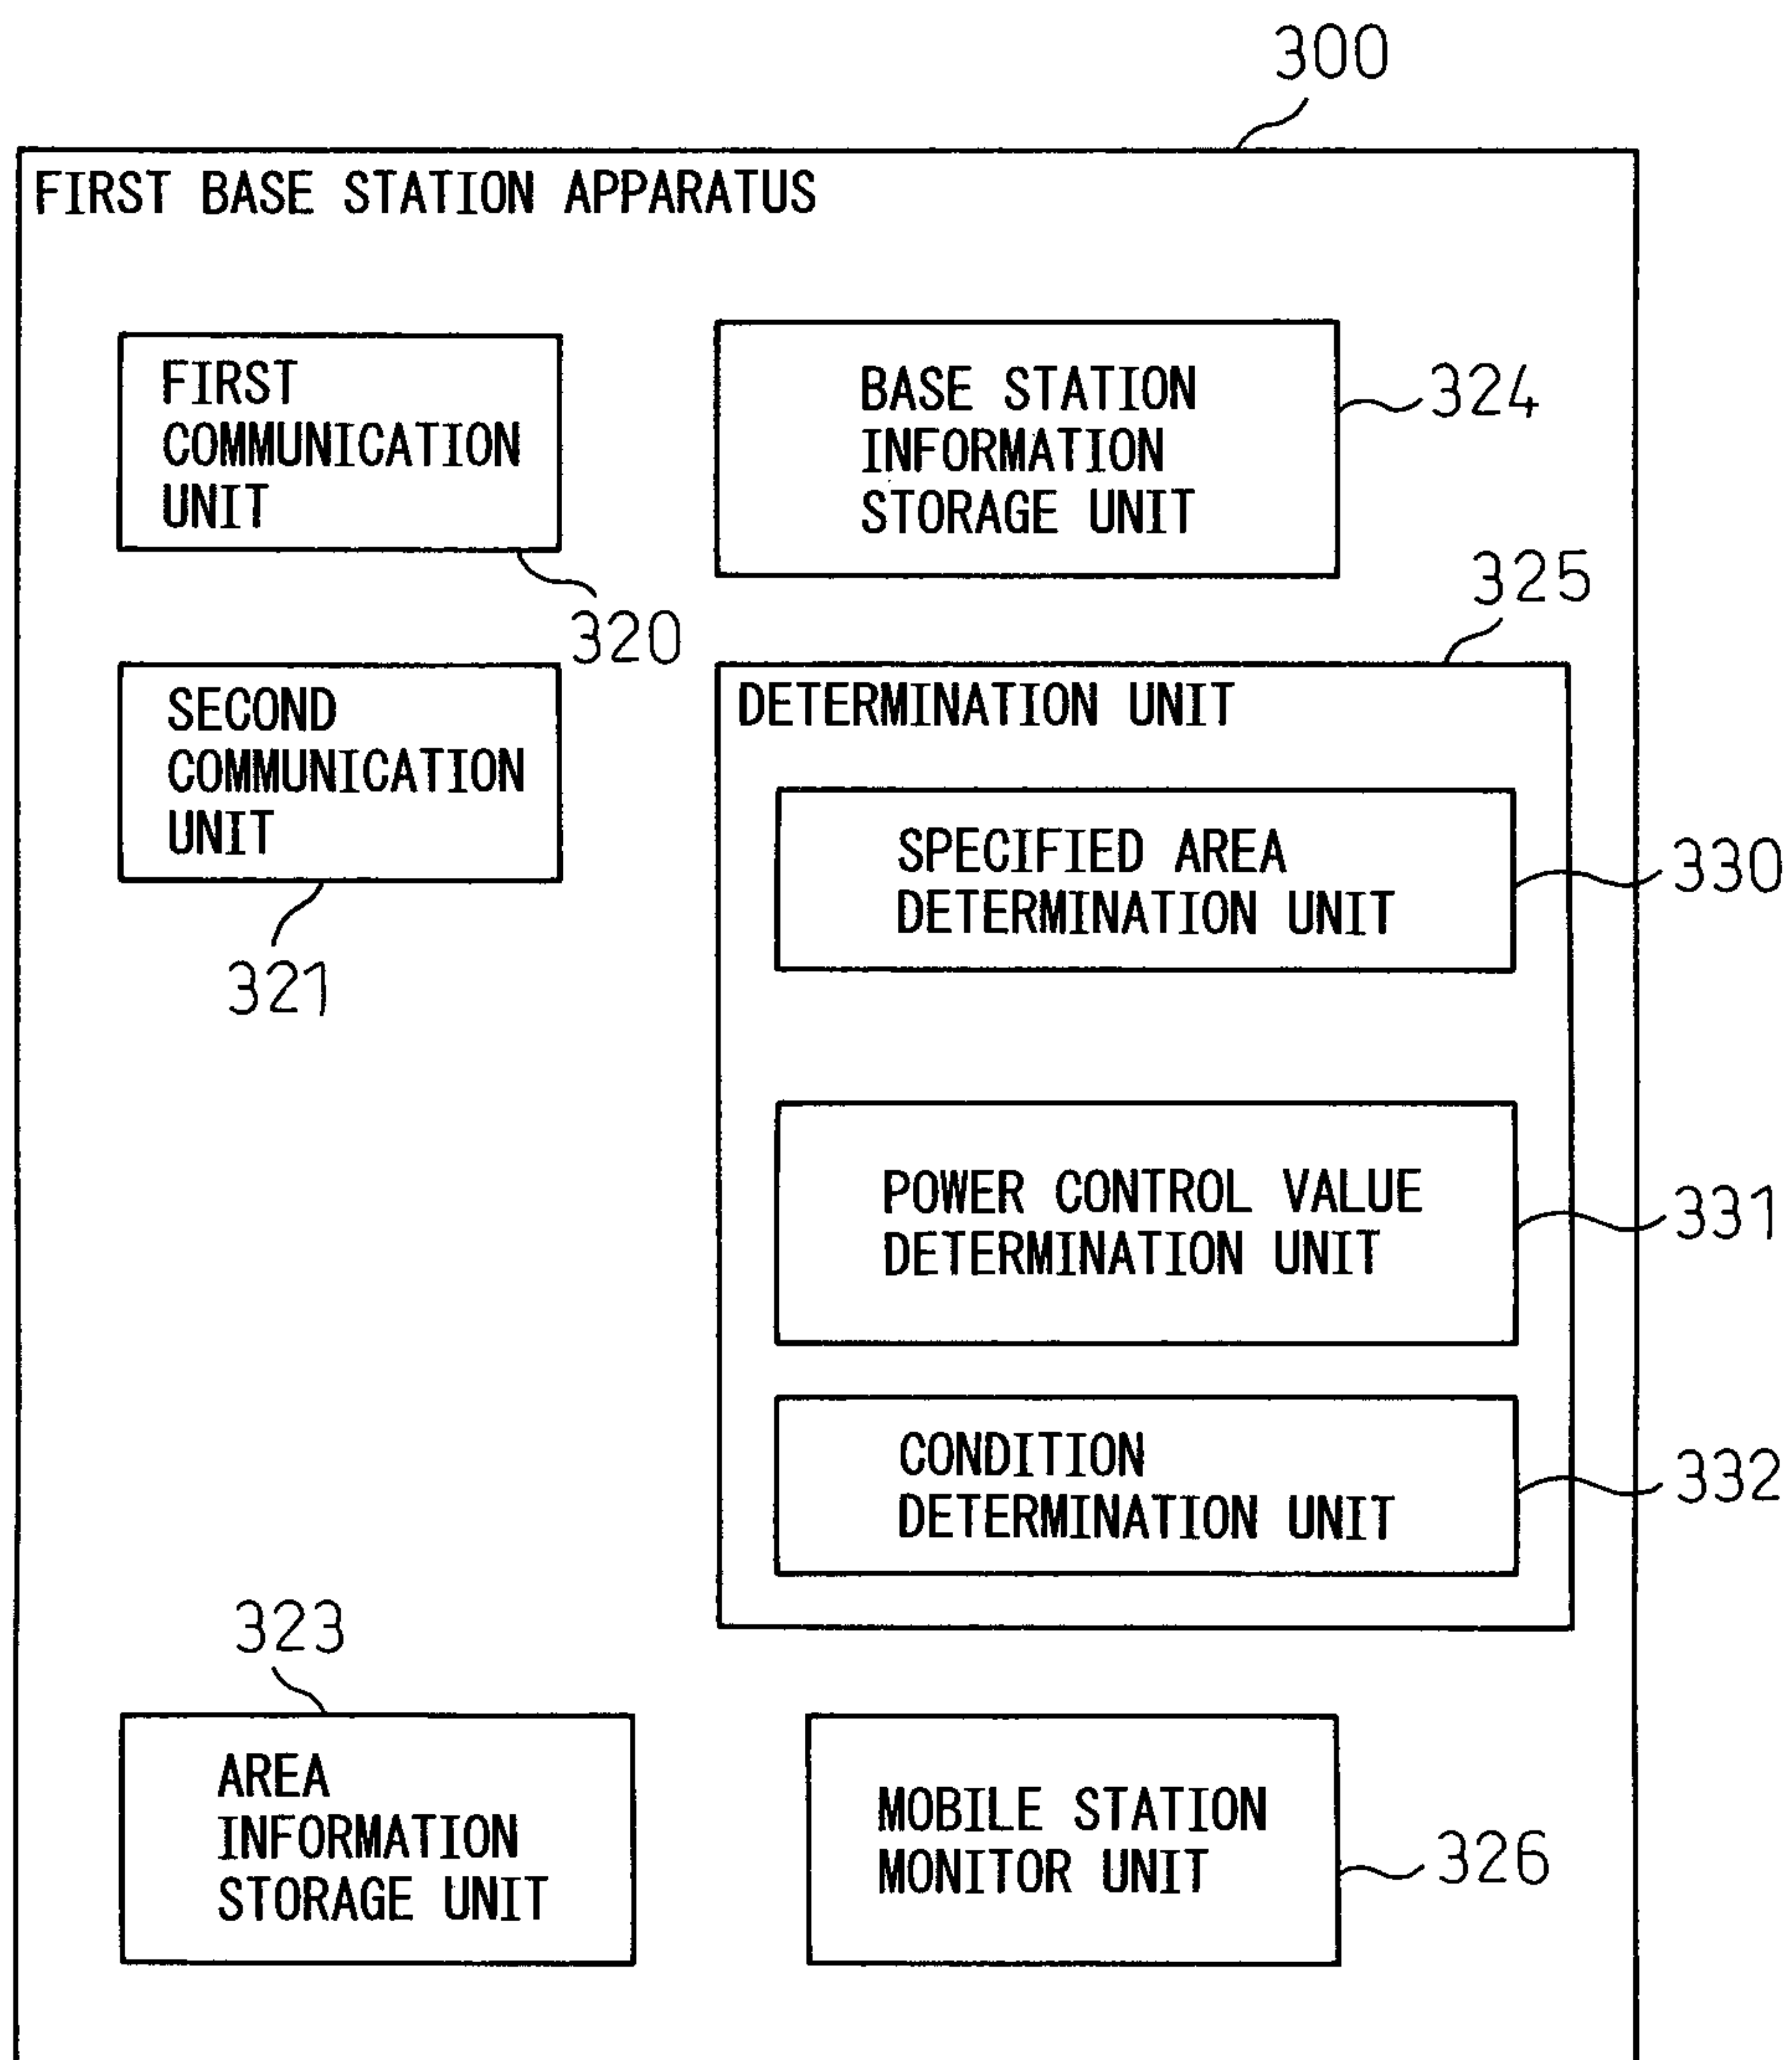 300
FIRST BASE STATION APPARATUS
FIRST
COMMUNICATION
UNIT
320
BASE STATION
INFORMATION
STORAGE UNIT
324
SECOND
COMMUNICATION
UNIT
321
325
DETERMINATION UNIT
SPECIFIED AREA
DETERMINATION UNIT
330
POWER CONTROL VALUE
DETERMINATION UNIT
331
CONDITION
DETERMINATION UNIT
332
323
AREA
INFORMATION
STORAGE UNIT
MOBILE STATION
MONITOR UNIT
326